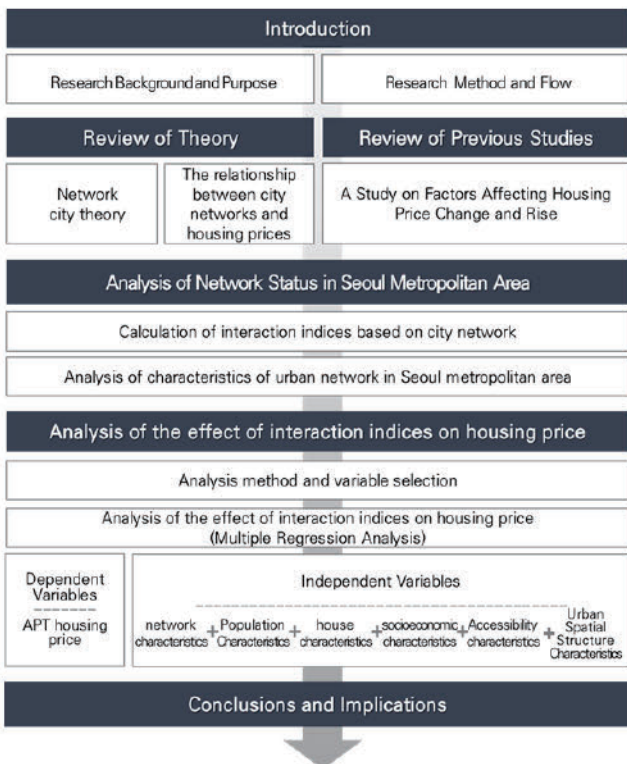 Introduction
Research Background and Purpose
Research Method and Flow
Review of Theory
Review of Previous Studies
Network
city theory
The relationship
between city
networks and
housing prices
A Study on Factors Affecting Housing
Price Change and Rise
Analysis of Network Status in Seoul Metropolitan Area
Calculation of interaction indices based on city network
Analysis of characteristics of urban network in Seoul metropolitan area
Analysis of the effect of interaction indices on housing price
Analysis method and variable selection
Analysis of the effect of interaction indices on housing price
(Multiple Regression Analysis)
Dependent
Variables
APT housing
price
Independent Variables
network
characteristics
+
Population
Characteristics
+
house
characteristics
+
socioeconomic
characteristics
+
Accessibility
characteristics
+
Urban
Spatial
Structure
Characteristics
Conclusions and Implications